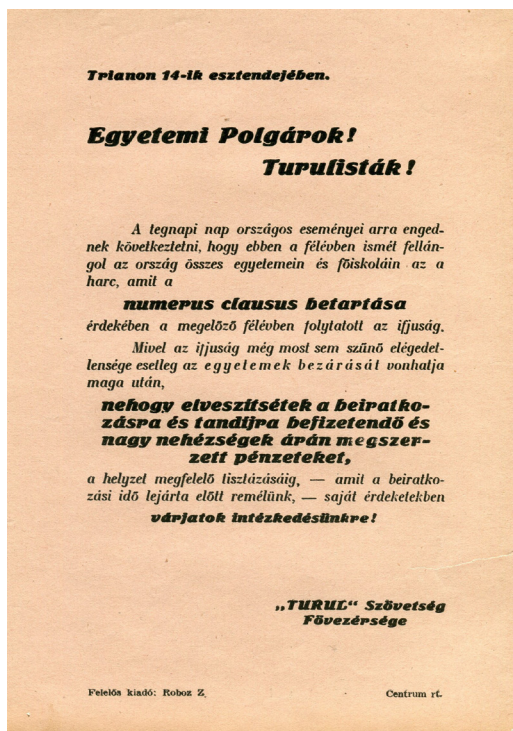 Trianon 14-ik esztendejében.
Egyetemi Polgárok!
Turulisták!
A tegnapi nap országos eseményei arra enged-
nek következtetni, hogy ebben a félévben ismét fellán-
gol az ország összes egyetemein és főiskoláin az a
harc, amit a
numerus clausus betartása
érdekében a megelőző félévben folytatott az ifjuság.
Mivel az ifjuság még most sem szűnő elégedet-
lensége esetleg az egyetemek bezárását vonhatja
maga után,
nehogy elveszítsétek a beiratko-
zásra és tandíjra befizetendő és
nagy nehézségek árán megszer-
zett pénzeteket,
a helyzet megfelelő tisztázásáig, — amit a beiratko-
zási idő lejárta előtt remélünk, — saját érdeketekben
várjatok intézkedésünkre!
„TURUL“ Szövetség
Fővezérsége
Felelős kiadó: Roboz Z.
Centrum rt.